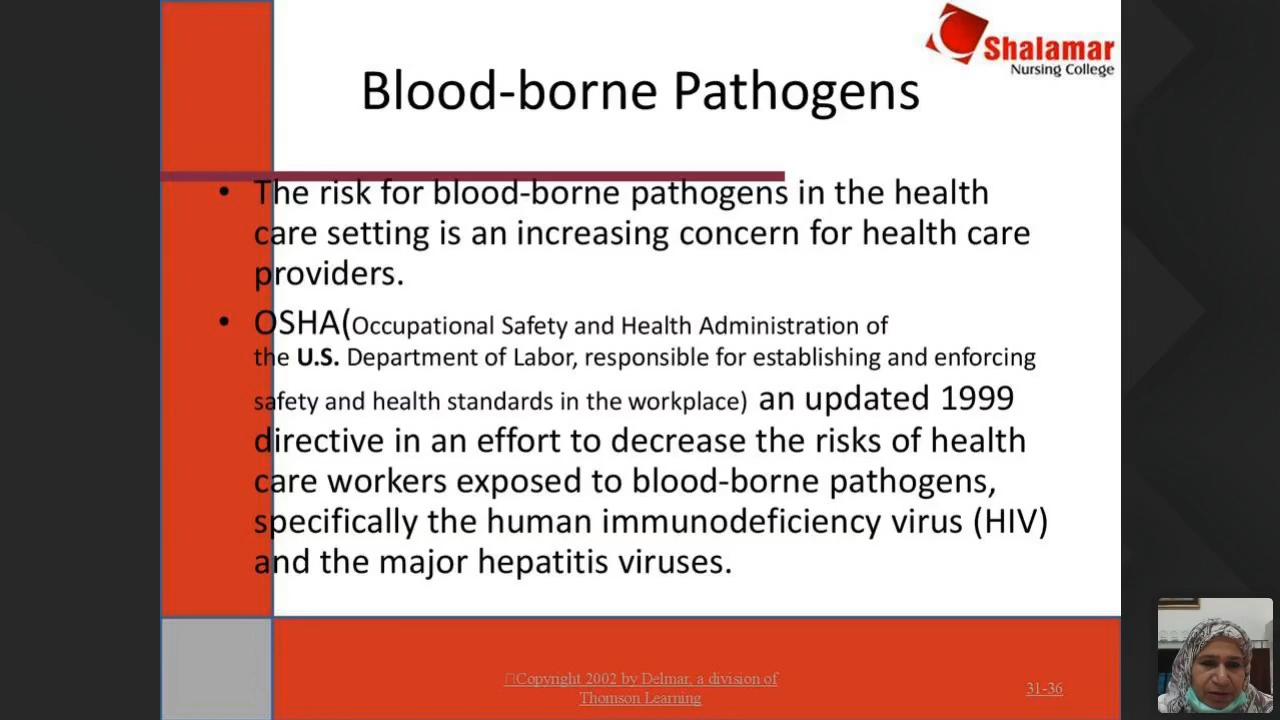 Shalamar
Nursing College
Blood-borne Pathogens
• The risk for blood-borne pathogens in the health
care setting is an increasing concern for health care
providers.
• OSHA(Occupational Safety and Health Administration of
the U.S. Department of Labor, responsible for establishing and enforcing
safety and health standards in the workplace) an updated 1999
directive in an effort to decrease the risks of health
care workers exposed to blood-borne pathogens,
specifically the human immunodeficiency virus (HIV)
and the major hepatitis viruses.
Copyright 2002 by Delmar, a division of
Thomson Learning
31-36